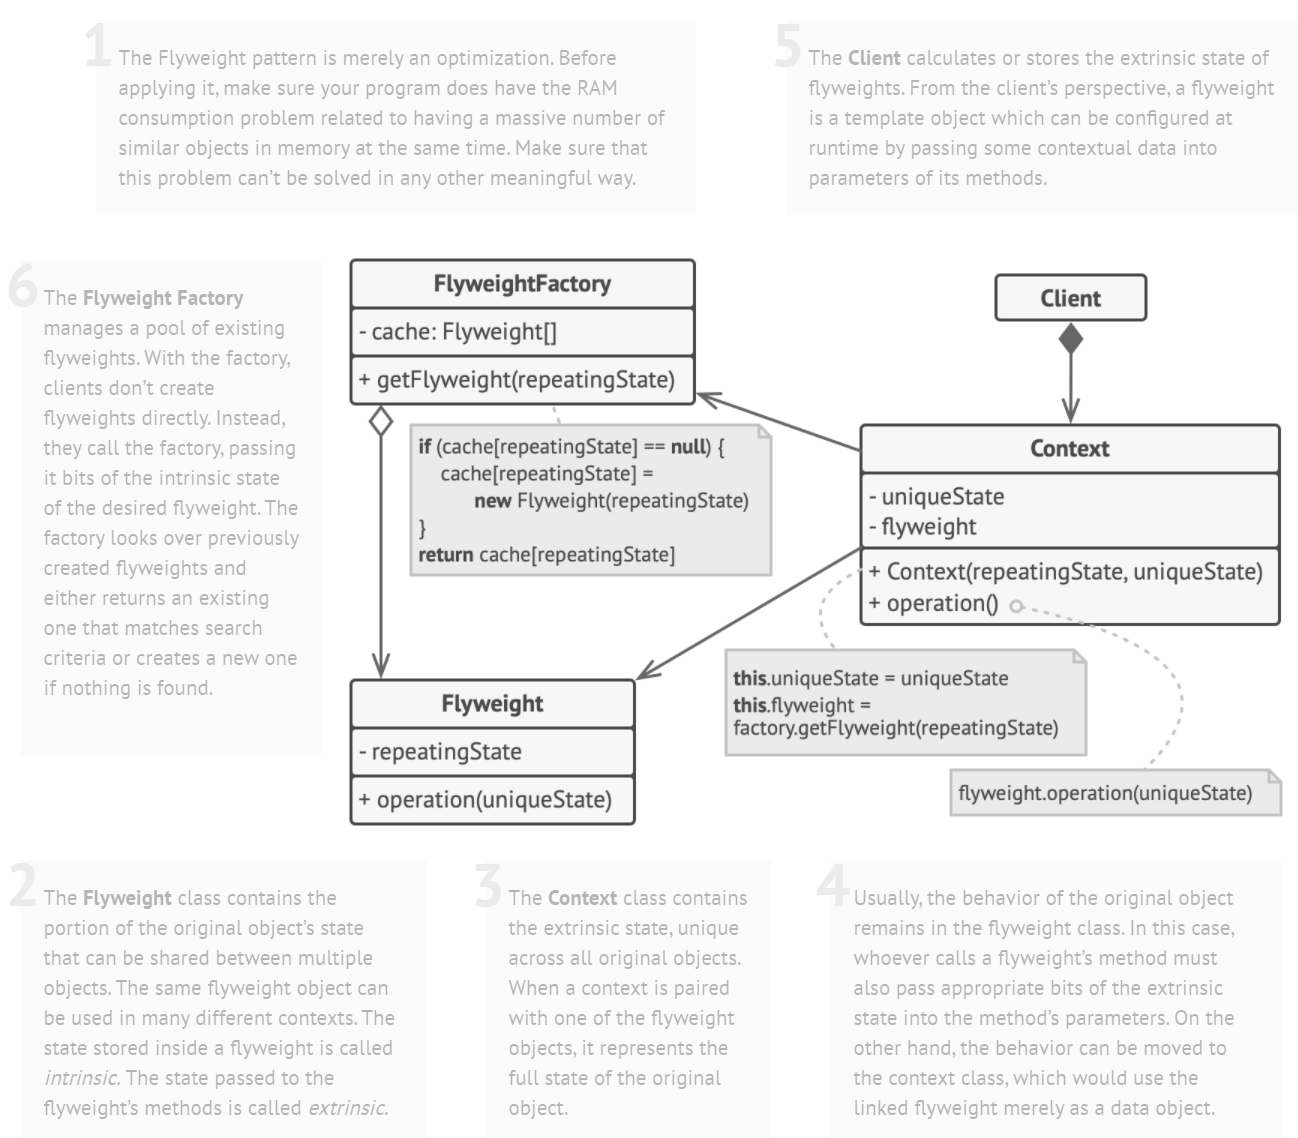 1
The Flyweight pattern is merely an optimization. Before
applying it, make sure your program does have the RAM
consumption problem related to having a massive number of
similar objects in memory at the same time. Make sure that
this problem can’t be solved in any other meaningful way.
5
The Client calculates or stores the extrinsic state of
flyweights. From the client’s perspective, a flyweight
is a template object which can be configured at
runtime by passing some contextual data into
parameters of its methods.
6
The Flyweight Factory
manages a pool of existing
flyweights. With the factory,
clients don’t create
flyweights directly. Instead,
they call the factory, passing
it bits of the intrinsic state
of the desired flyweight. The
factory looks over previously
created flyweights and
either returns an existing
one that matches search
criteria or creates a new one
if nothing is found.
FlyweightFactory
- cache: Flyweight[]
+ getFlyweight(repeatingState)
if (cache[repeatingState] == null) {
cache[repeatingState] =
new Flyweight(repeatingState)
}
return cache[repeatingState]
Client
Context
- uniqueState
- flyweight
+ Context(repeatingState, uniqueState)
+ operation()
this.uniqueState = uniqueState
this.flyweight =
factory.getFlyweight(repeatingState)
flyweight.operation(uniqueState)
Flyweight
- repeatingState
+ operation(uniqueState)
2
The Flyweight class contains the
portion of the original object’s state
that can be shared between multiple
objects. The same flyweight object can
be used in many different contexts. The
state stored inside a flyweight is called
intrinsic. The state passed to the
flyweight’s methods is called extrinsic.
3
The Context class contains
the extrinsic state, unique
across all original objects.
When a context is paired
with one of the flyweight
objects, it represents the
full state of the original
object.
4
Usually, the behavior of the original object
remains in the flyweight class. In this case,
whoever calls a flyweight’s method must
also pass appropriate bits of the extrinsic
state into the method’s parameters. On the
other hand, the behavior can be moved to
the context class, which would use the
linked flyweight merely as a data object.